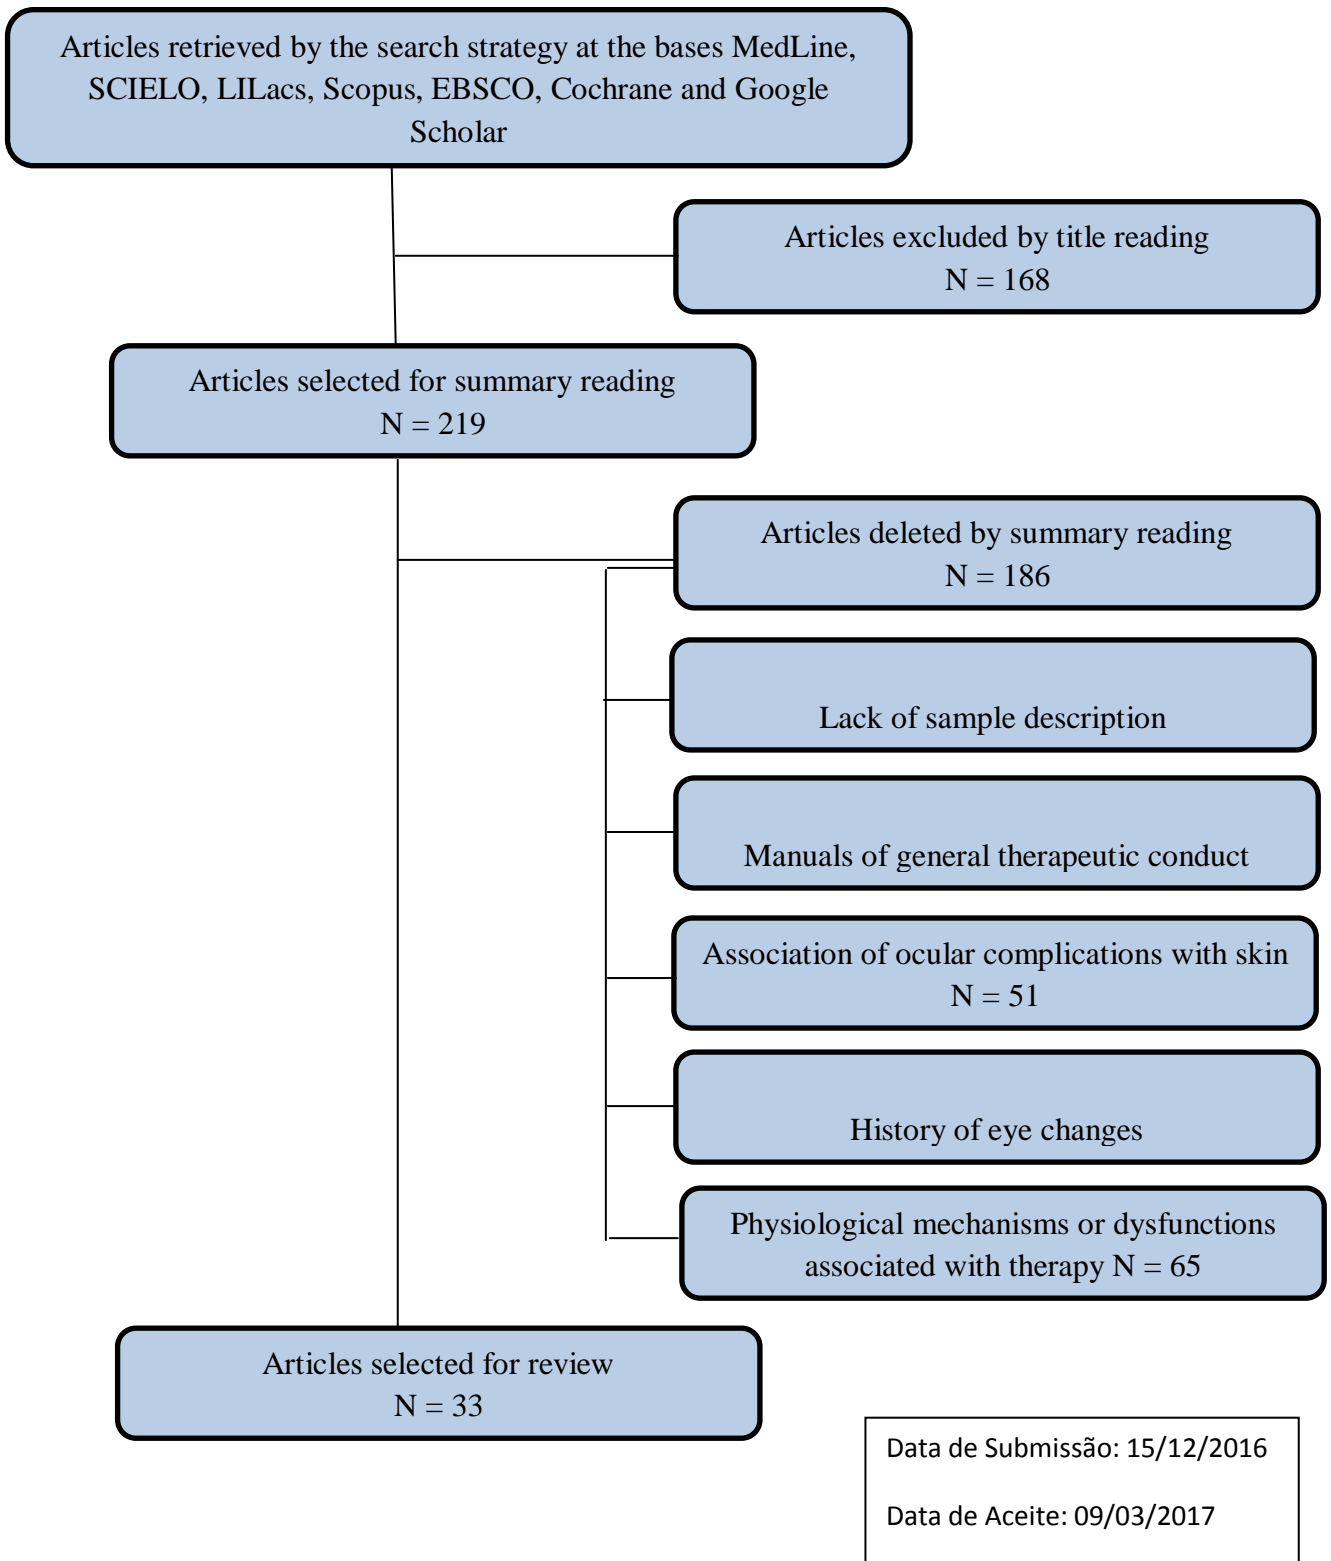 Articles retrieved by the search strategy at the bases MedLine,
SCIELO, LILacs, Scopus, EBSCO, Cochrane and Google
Scholar
Articles excluded by title reading
N = 168
Articles selected for summary reading
N = 219
Articles deleted by summary reading
N = 186
Lack of sample description
Manuals of general therapeutic conduct
Association of ocular complications with skin
N = 51
History of eye changes
Physiological mechanisms or dysfunctions
associated with therapy N = 65
Articles selected for review
N = 33
Data de Submissão: 15/12/2016
Data de Aceite: 09/03/2017